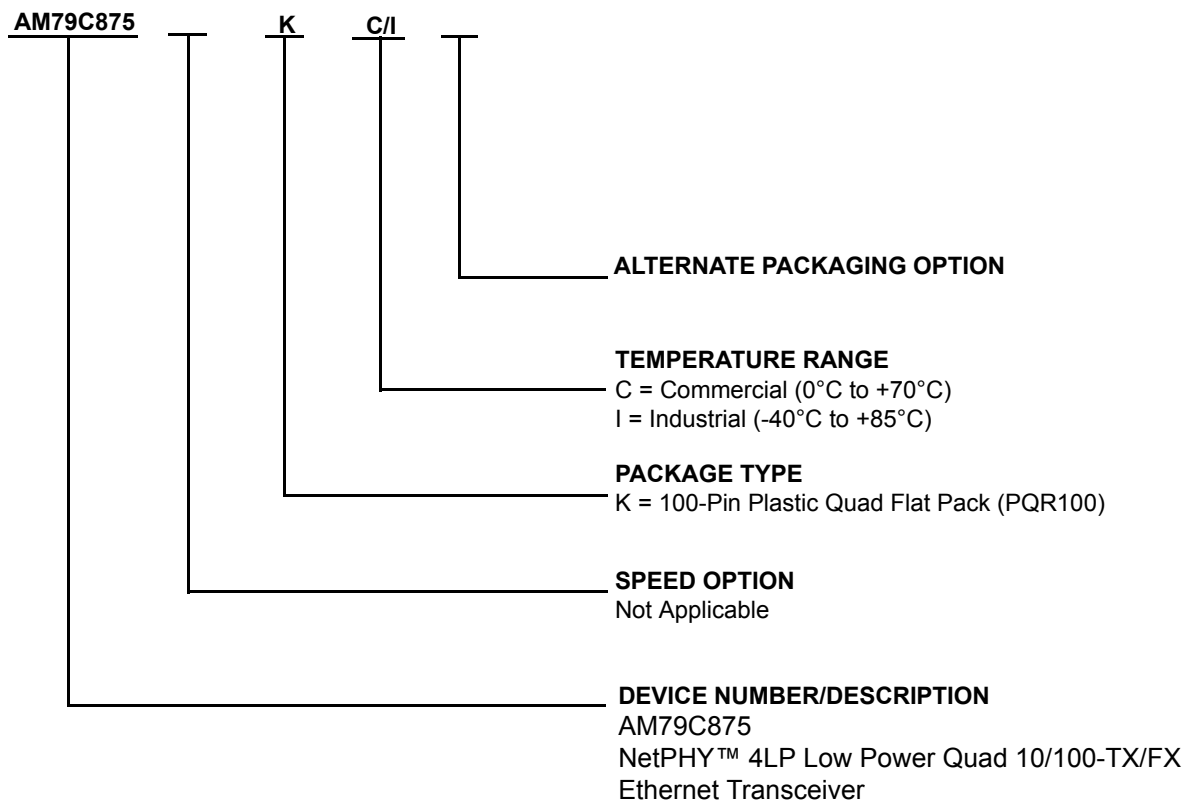 AM79C875 K C/I
ALTERNATE PACKAGING OPTION
TEMPERATURE RANGE
C = Commercial (0°C to +70°C)
I = Industrial (-40°C to +85°C)
PACKAGE TYPE
K = 100-Pin Plastic Quad Flat Pack (PQR100)
SPEED OPTION
Not Applicable
DEVICE NUMBER/DESCRIPTION
AM79C875
NetPHY™ 4LP Low Power Quad 10/100-TX/FX
Ethernet Transceiver